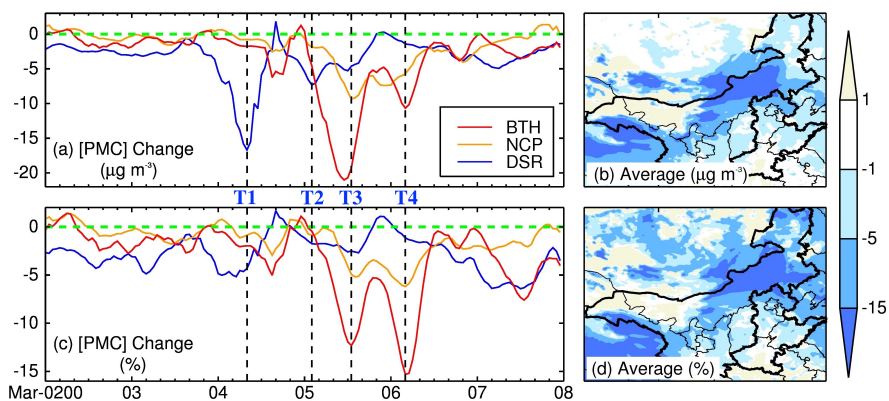 0
-5
-10
-15
-20
(a) [PMC] Change
(μg m⁻³)
BTH
NCP
DSR
T1 T2 T3 T4
0
-5
-10
-15
(c) [PMC] Change
(%)
Mar-0200 03 04 05 06 07 08
(b) Average (μg m⁻³)
(d) Average (%)
1
-1
-5
-15